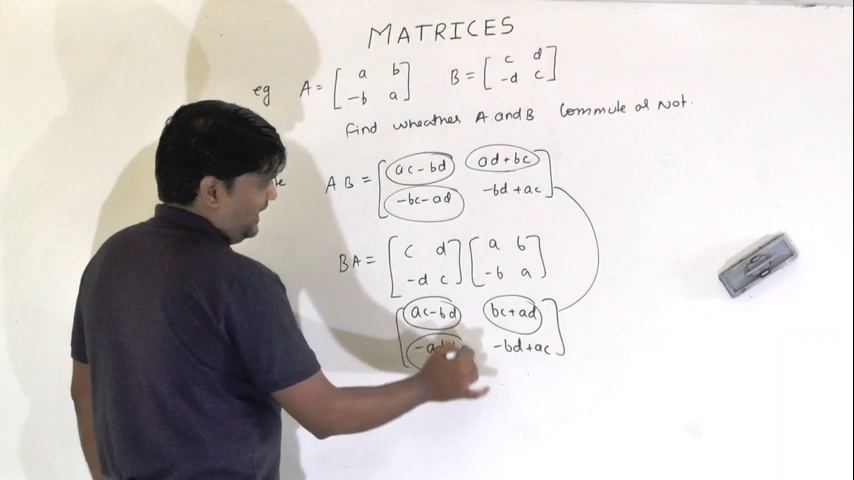 MATRICES
eg A = [ a b -b a ] B = [ c d -d c ]
Find wheather A and B Commute or Not.
AB = [ ac-bd ad+bc -bc-ad -bd+ac ]
BA = [ c d -d c ] [ a b -b a ]
[ ac-bd bc+ad -bd+ac ]